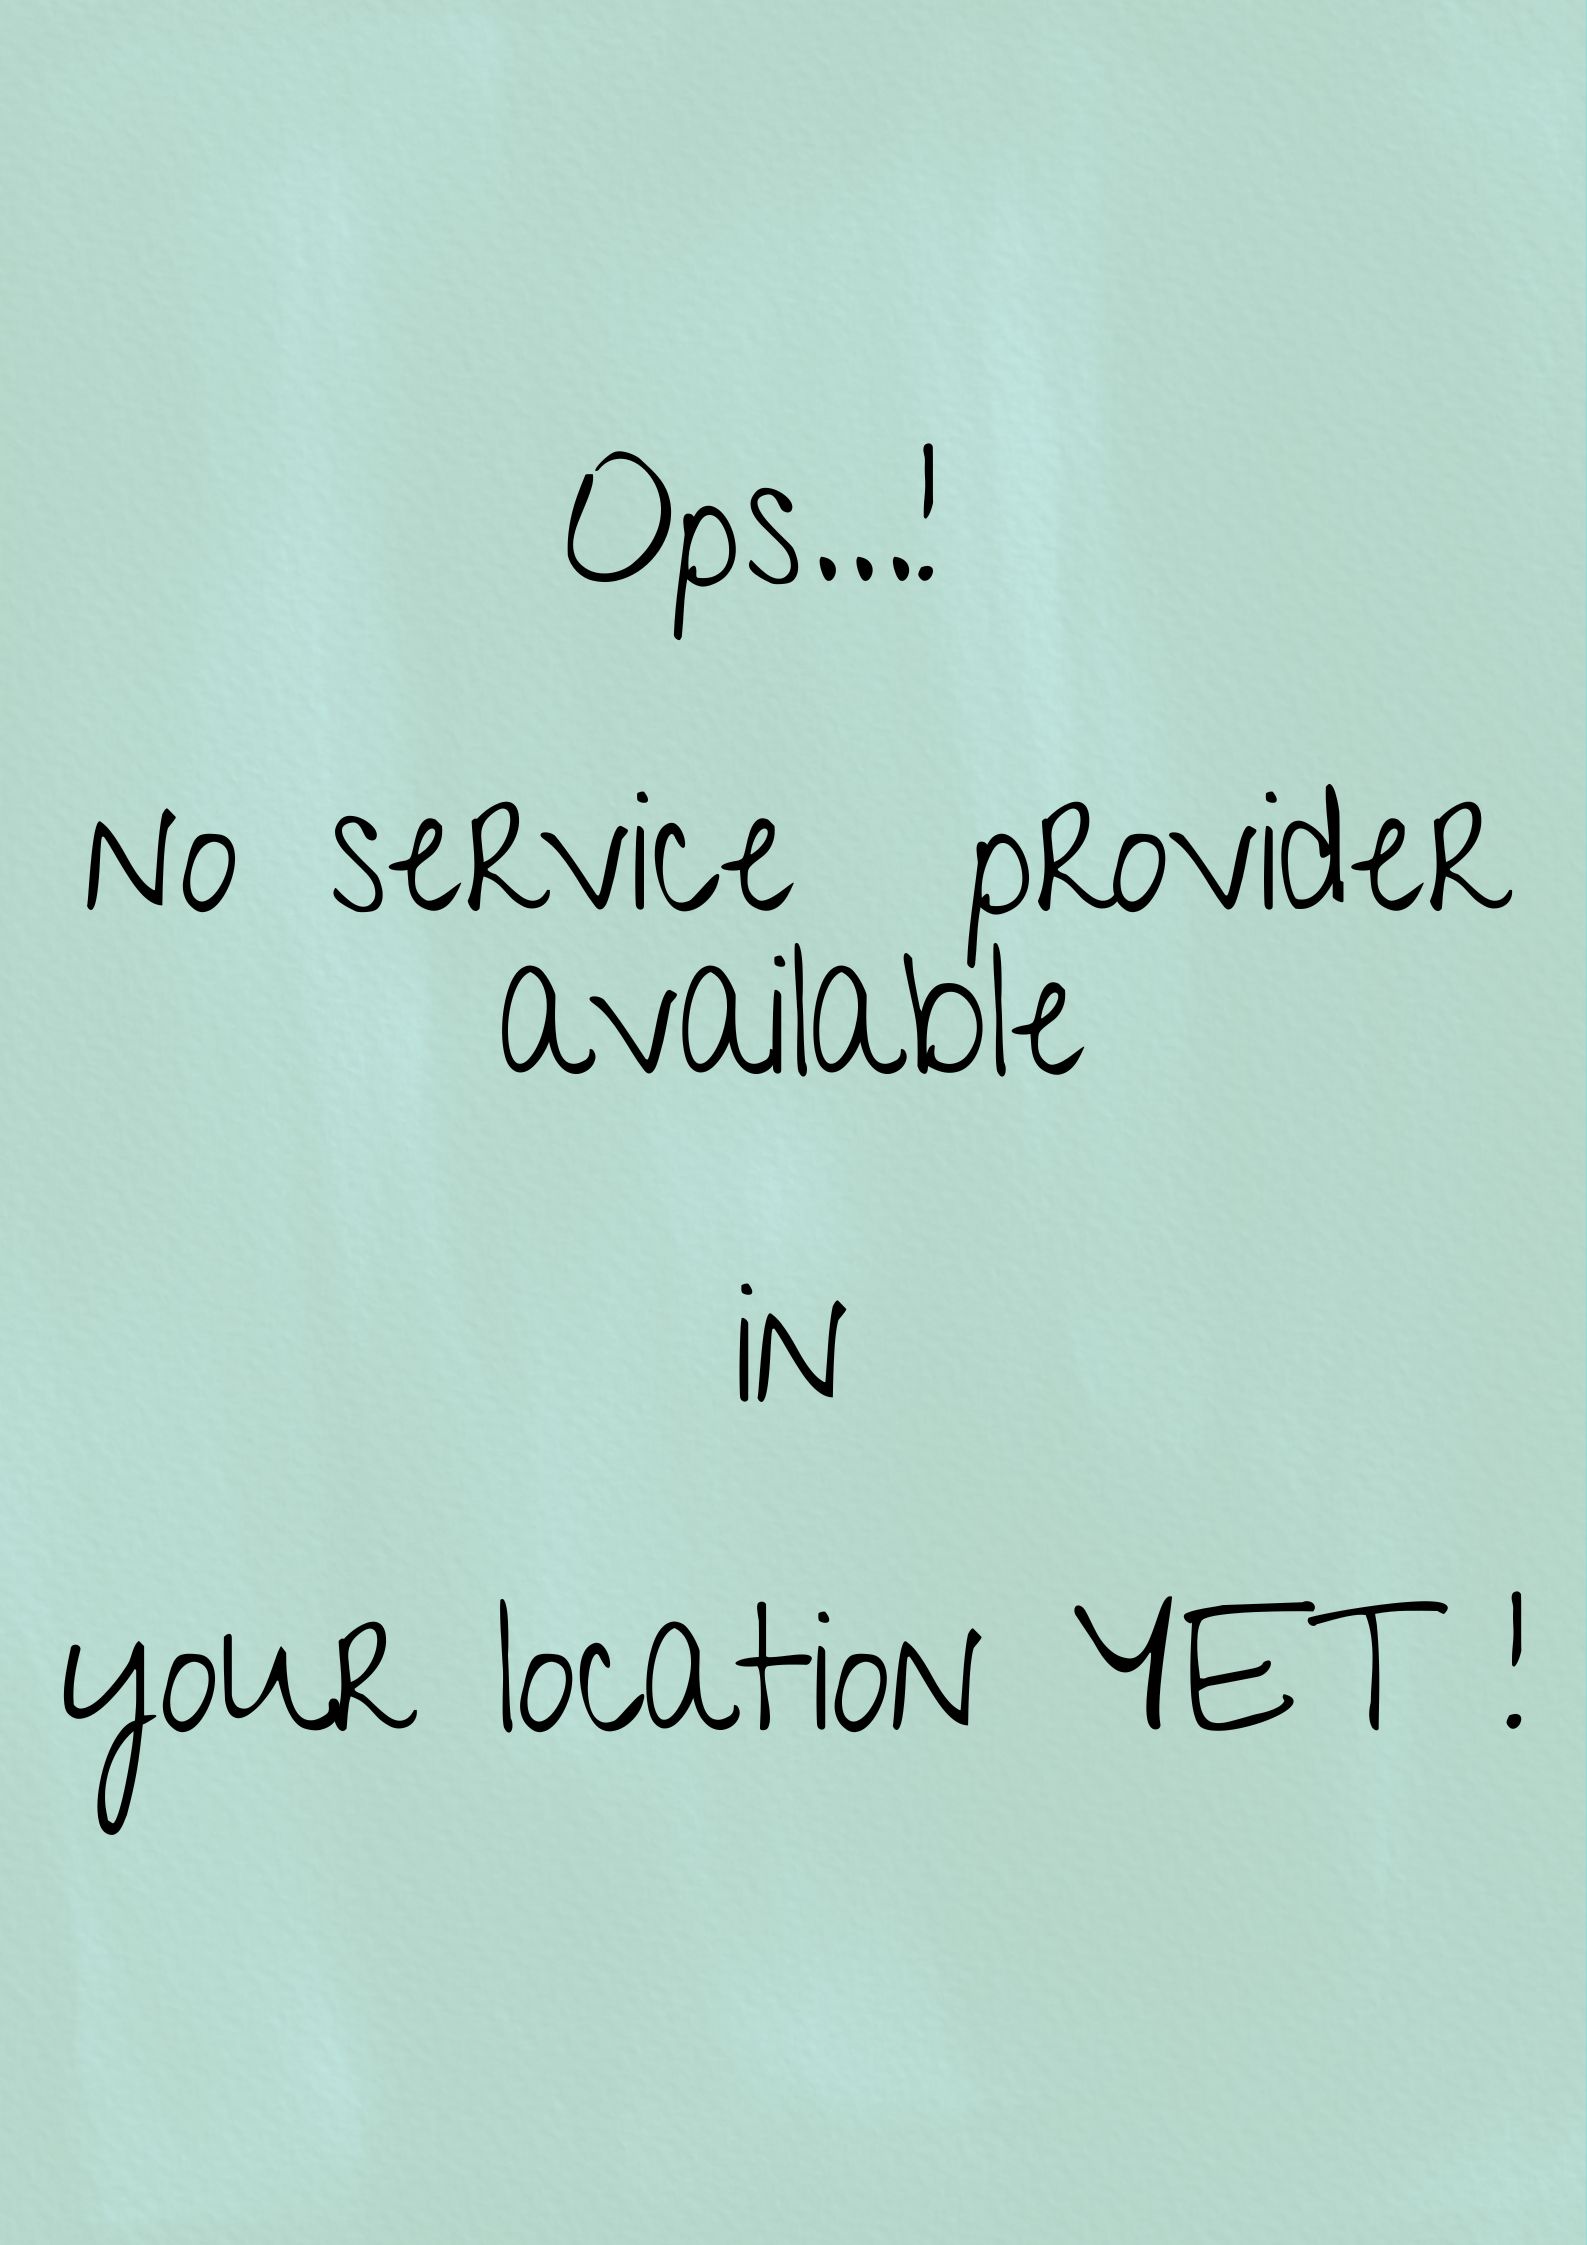 Ops...!
No service provider
available
in
your location YET !